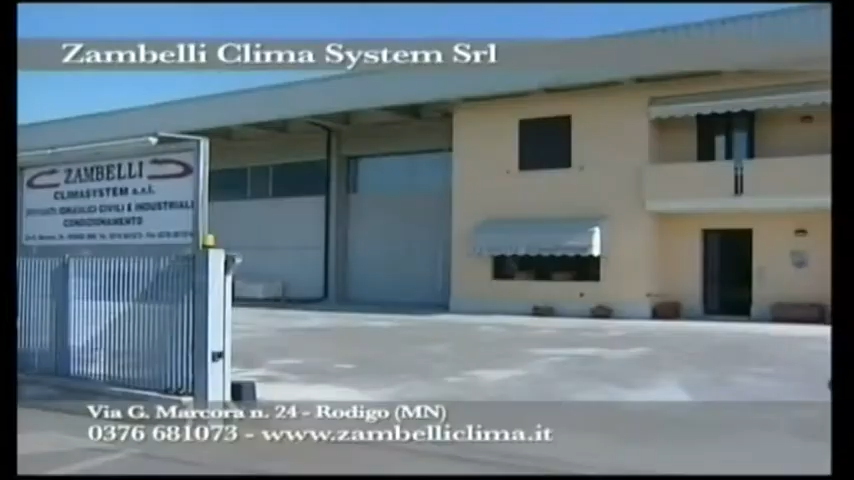 Zambelli Clima System Srl
ZAMBELLI
CLIMASYSTEM s.r.l.
IDRAULICI CIVILI E INDUSTRIALI
CONDIZIONAMENTO
Via G. Marcora n. 24 - Rodigo (MN)
0376 681073 - www.zambelliclima.it